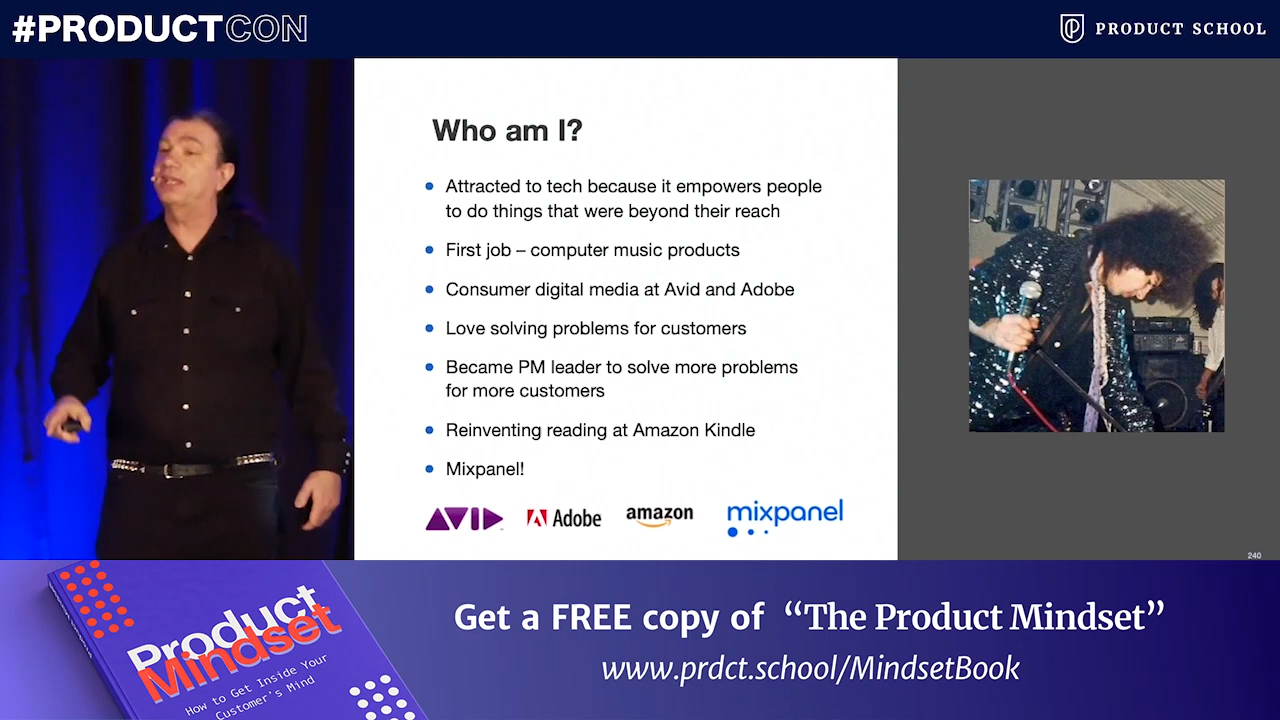 #PRODUCTCON
PRODUCT SCHOOL
Who am I?
• Attracted to tech because it empowers people
to do things that were beyond their reach
• First job – computer music products
• Consumer digital media at Avid and Adobe
• Love solving problems for customers
• Became PM leader to solve more problems
for more customers
• Reinventing reading at Amazon Kindle
• Mixpanel!
AVID
Adobe
amazon
mixpanel
240
Product
Mindset
How to Get Inside Your
Customer's Mind
Get a FREE copy of “The Product Mindset”
www.prdct.school/MindsetBook